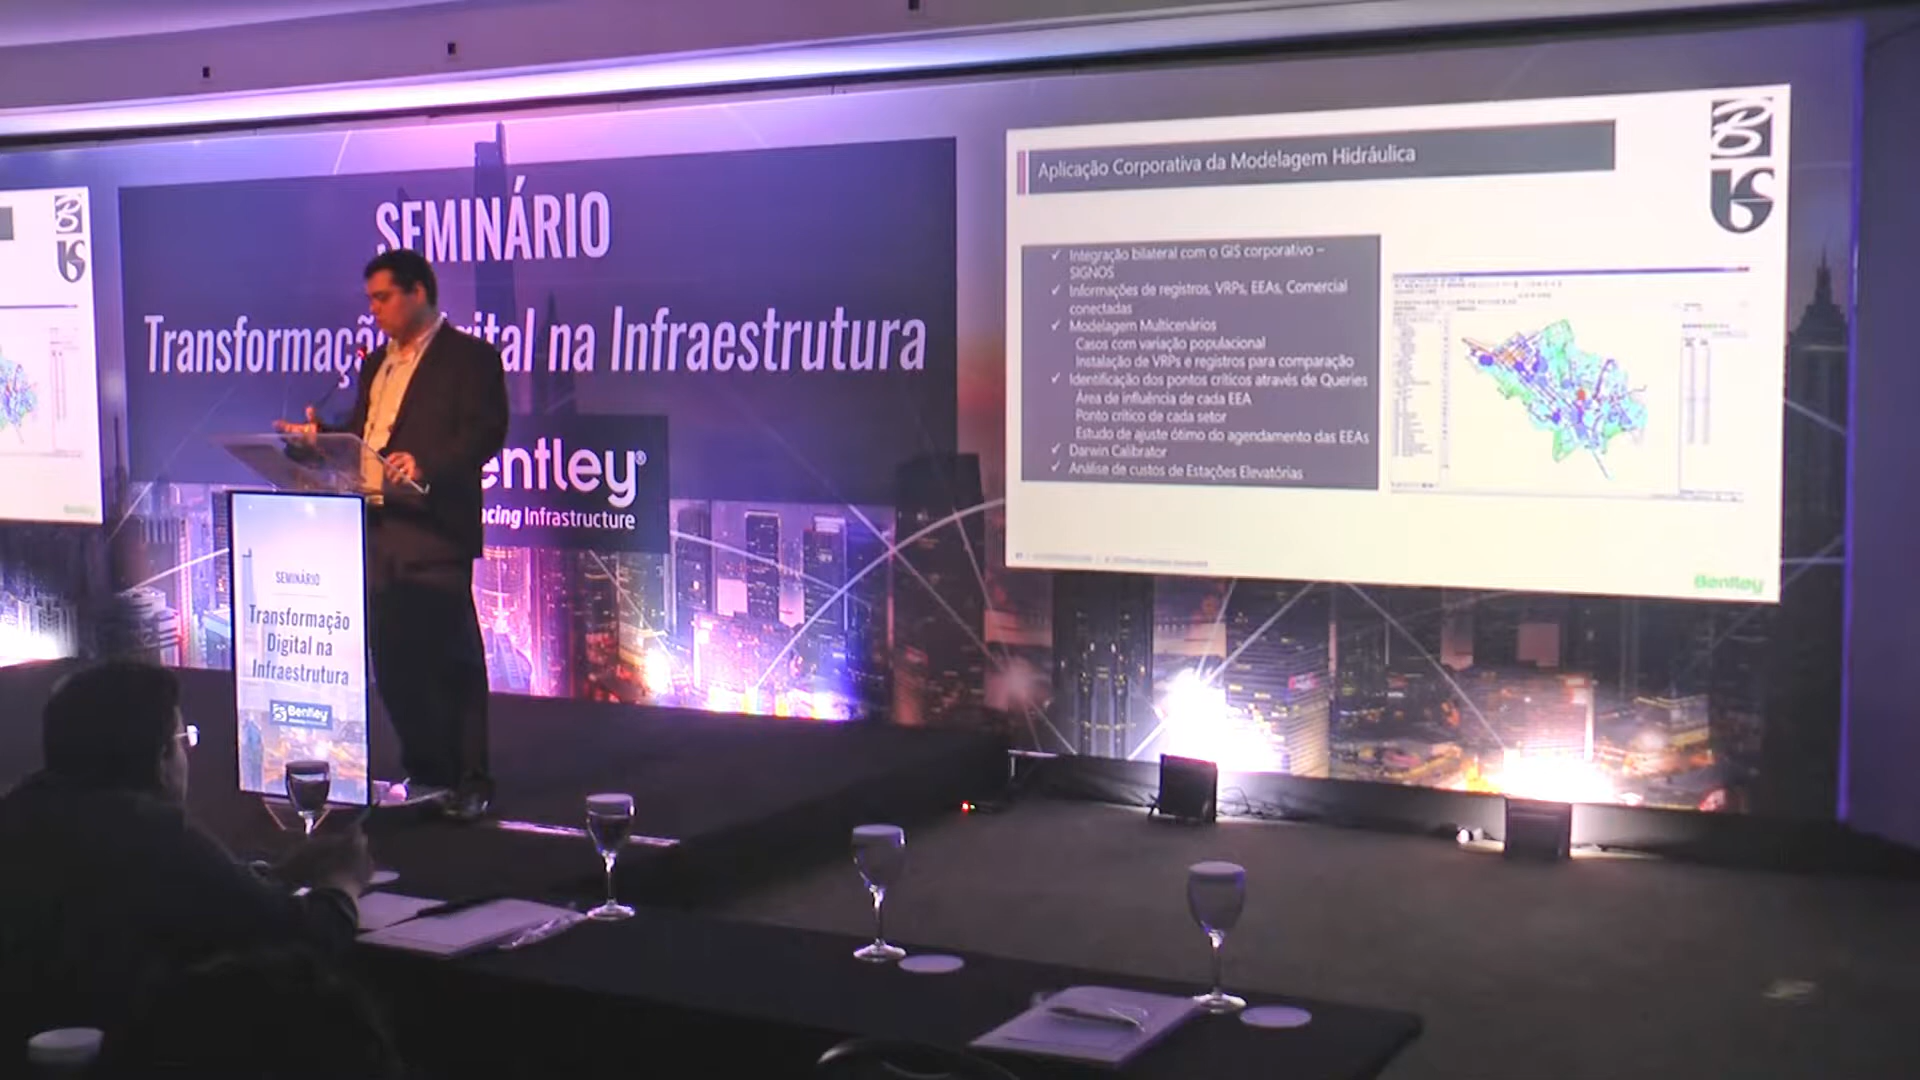 SEMINÁRIO
Digital na Infraestrutura
Bentley®
Infrastructure
SEMINÁRIO
Transformação
Digital na
Infraestrutura
Bentley
Aplicação Corporativa da Modelagem Hidráulica
✓ Integração bilateral com o GIS corporativo –
SIGNOS
✓ Informações de registros, VRPs, EEAs, Comercial
conectadas
✓ Modelagem Multicenários
Casos com variação populacional
Instalação de VRPs e registros para comparação
✓ Identificação dos pontos críticos através de Queries
Área de influência de cada EEA
Ponto crítico de cada setor
Estudo de ajuste ótimo do agendamento das EEAs
✓ Darwin Calibrator
✓ Análise de custos de Estações Elevatórias
Bentley